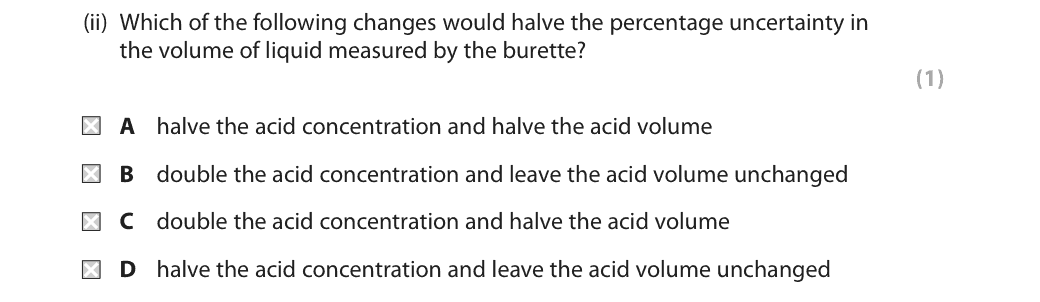 (ii) Which of the following changes would halve the percentage uncertainty in
the volume of liquid measured by the burette?
(1)
A halve the acid concentration and halve the acid volume
B double the acid concentration and leave the acid volume unchanged
C double the acid concentration and halve the acid volume
D halve the acid concentration and leave the acid volume unchanged